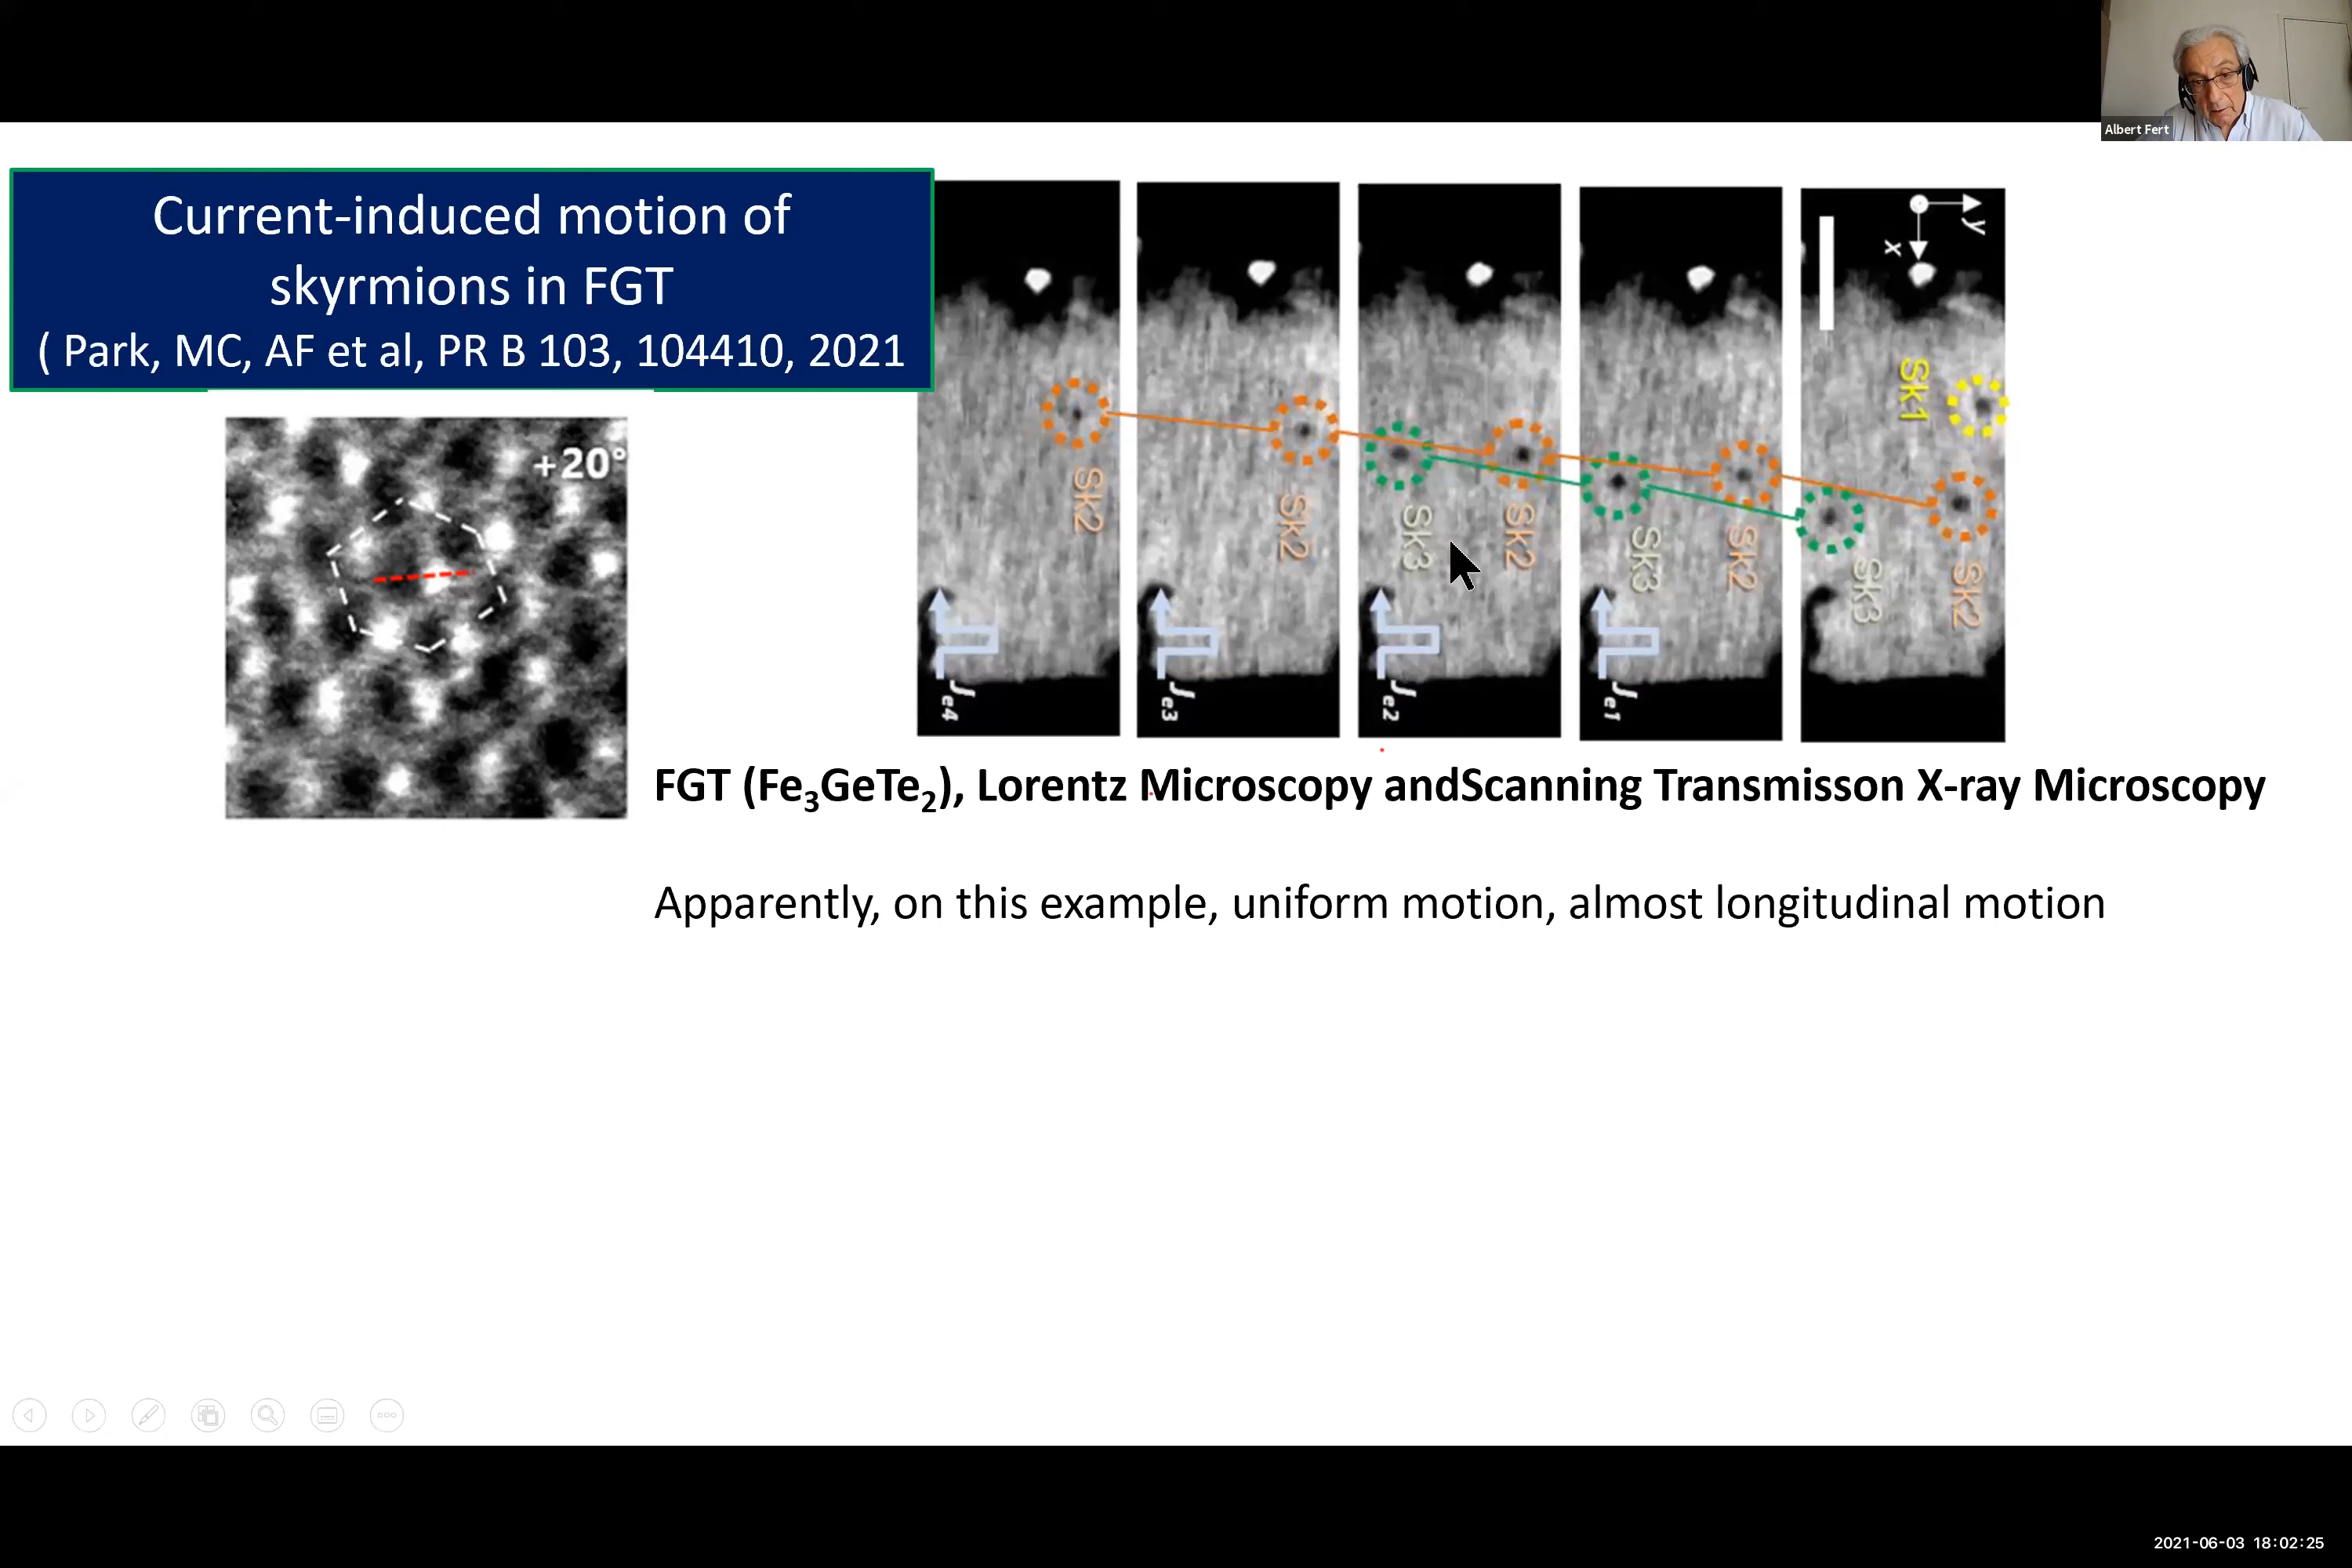 Albert Fert
Current-induced motion of
skyrmions in FGT
( Park, MC, AF et al, PR B 103, 104410, 2021
+20°
Sk2
Je4
Sk2
Je3
Sk3
Sk2
Je2
Sk3
Sk2
Je1
y
x
Sk1
Sk3
Sk2
FGT (Fe₃GeTe₂), Lorentz Microscopy andScanning Transmisson X-ray Microscopy
Apparently, on this example, uniform motion, almost longitudinal motion
2021-06-03 18:02:25